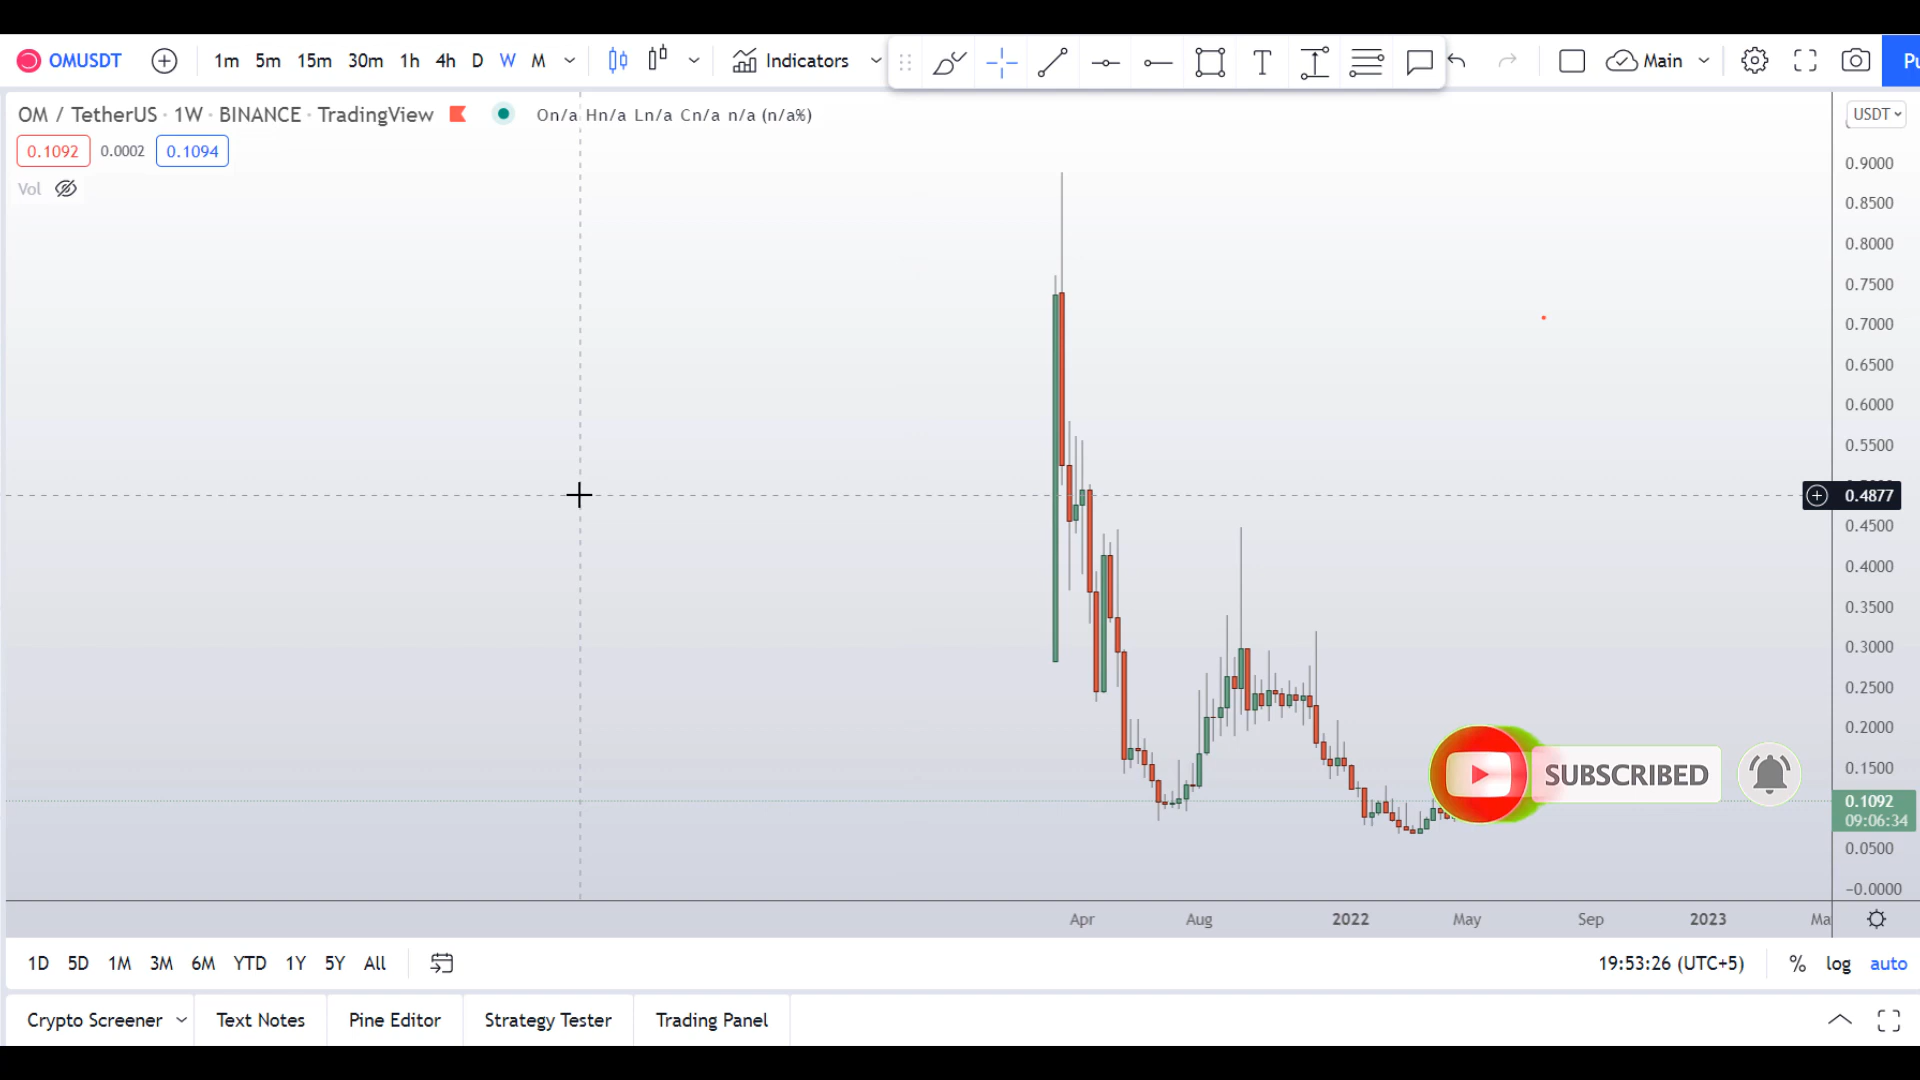 OMUSDT 1m 5m 15m 30m 1h 4h D W M Indicators Main Pu
OM / TetherUS · 1W · BINANCE · TradingView On/a Hn/a Ln/a Cn/a n/a (n/a%) USDT
0.1092 0.0002 0.1094
Vol
0.9000
0.8500
0.8000
0.7500
0.7000
0.6500
0.6000
0.5500
0.4877
0.4500
0.4000
0.3500
0.3000
0.2500
0.2000
0.1500
SUBSCRIBED
0.1092
09:06:34
0.0500
−0.0000
Apr Aug 2022 May Sep 2023 Ma
1D 5D 1M 3M 6M YTD 1Y 5Y All 19:53:26 (UTC+5) % log auto
Crypto Screener Text Notes Pine Editor Strategy Tester Trading Panel